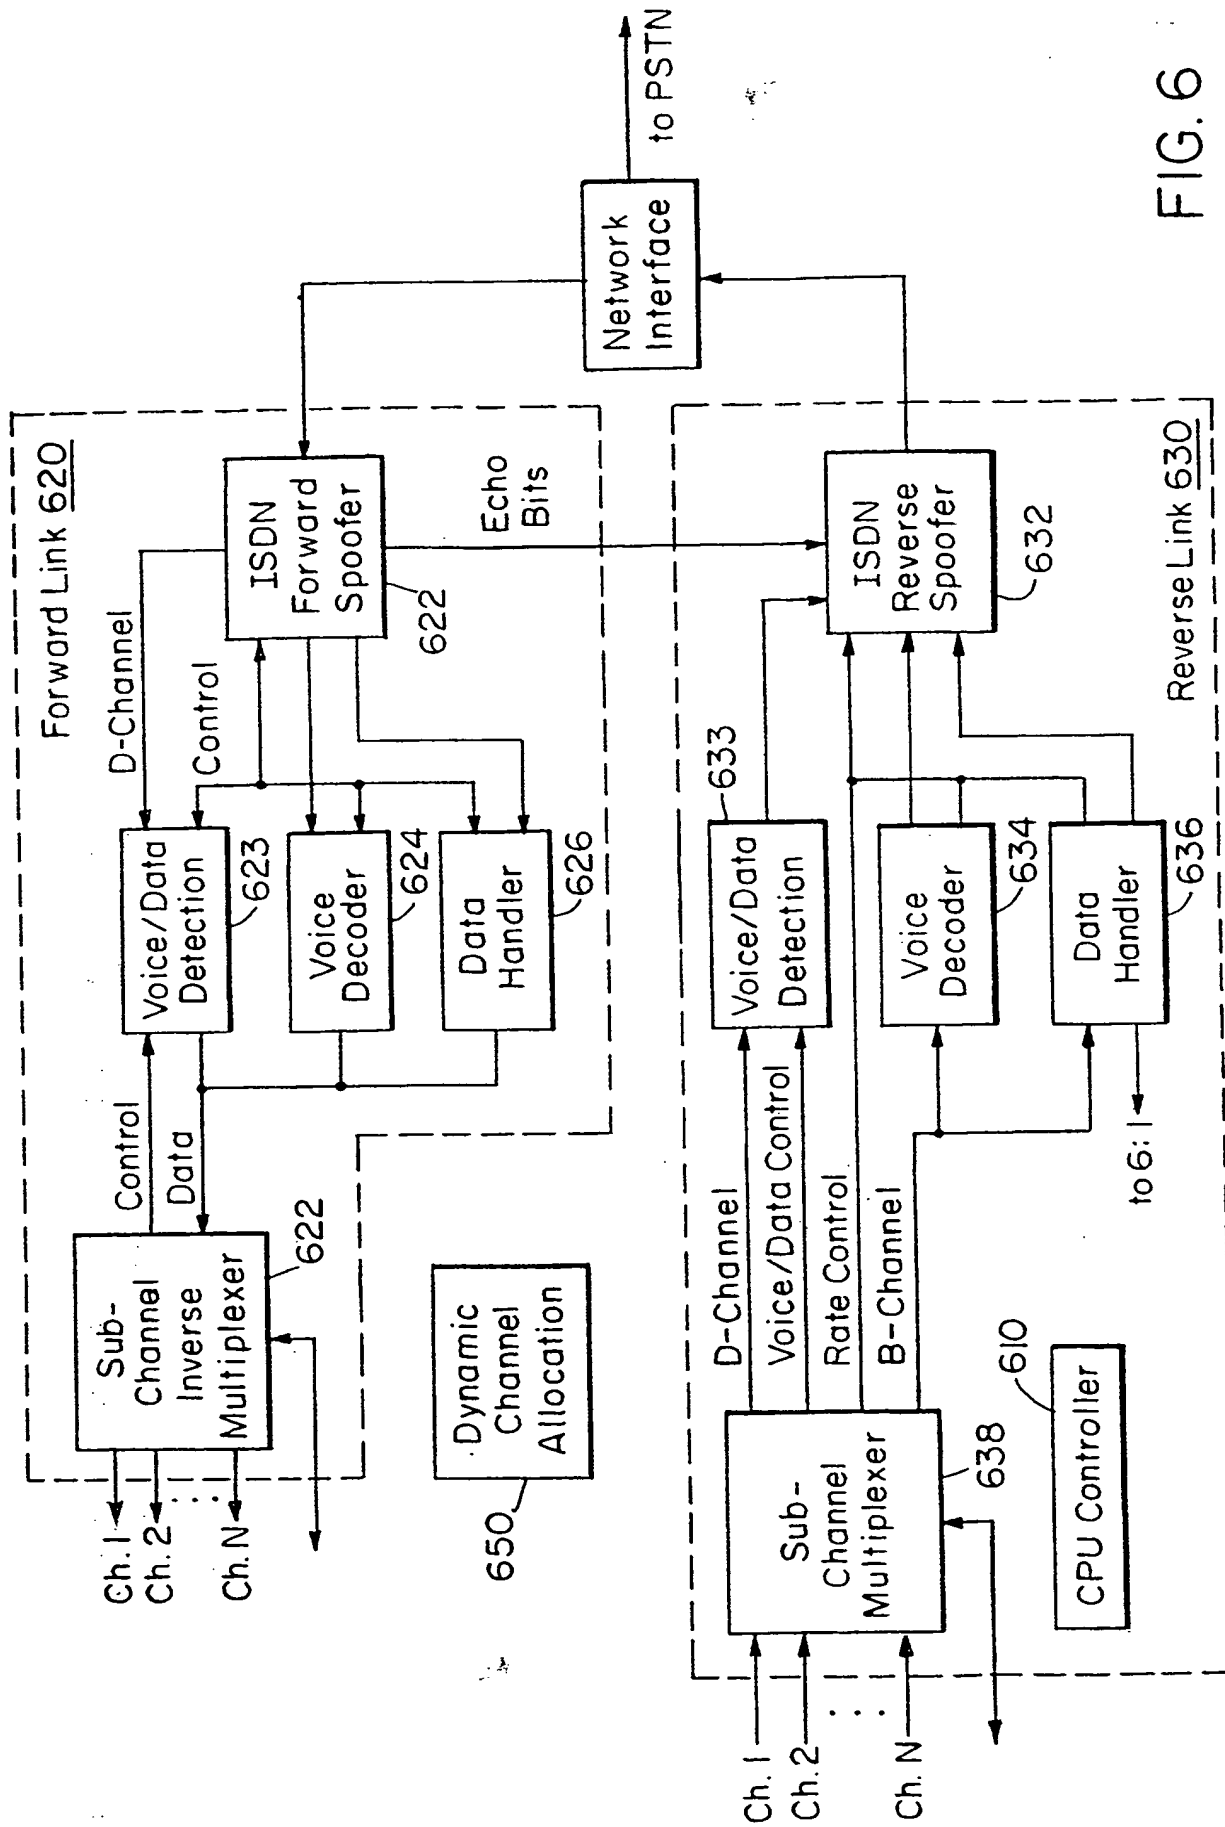 Forward Link 620
Ch. 1
Ch. 2
Ch. N
Sub-
Channel
Inverse
Multiplexer
622
Control
Data
Voice/Data
Detection
623
Voice
Decoder
624
Data
Handler
626
D-Channel
Control
ISDN
Forward
Spoofer
622
Echo
Bits
Network
Interface
to PSTN
Dynamic
Channel
Allocation
650
Ch. 1
Ch. 2
Ch. N
Sub-
Channel
Multiplexer
638
D-Channel
Voice/Data Control
Rate Control
B-Channel
Voice/Data
Detection
633
Voice
Decoder
634
Data
Handler
636
to 6:1
ISDN
Reverse
Spoofer
632
CPU Controller
610
Reverse Link 630
FIG. 6